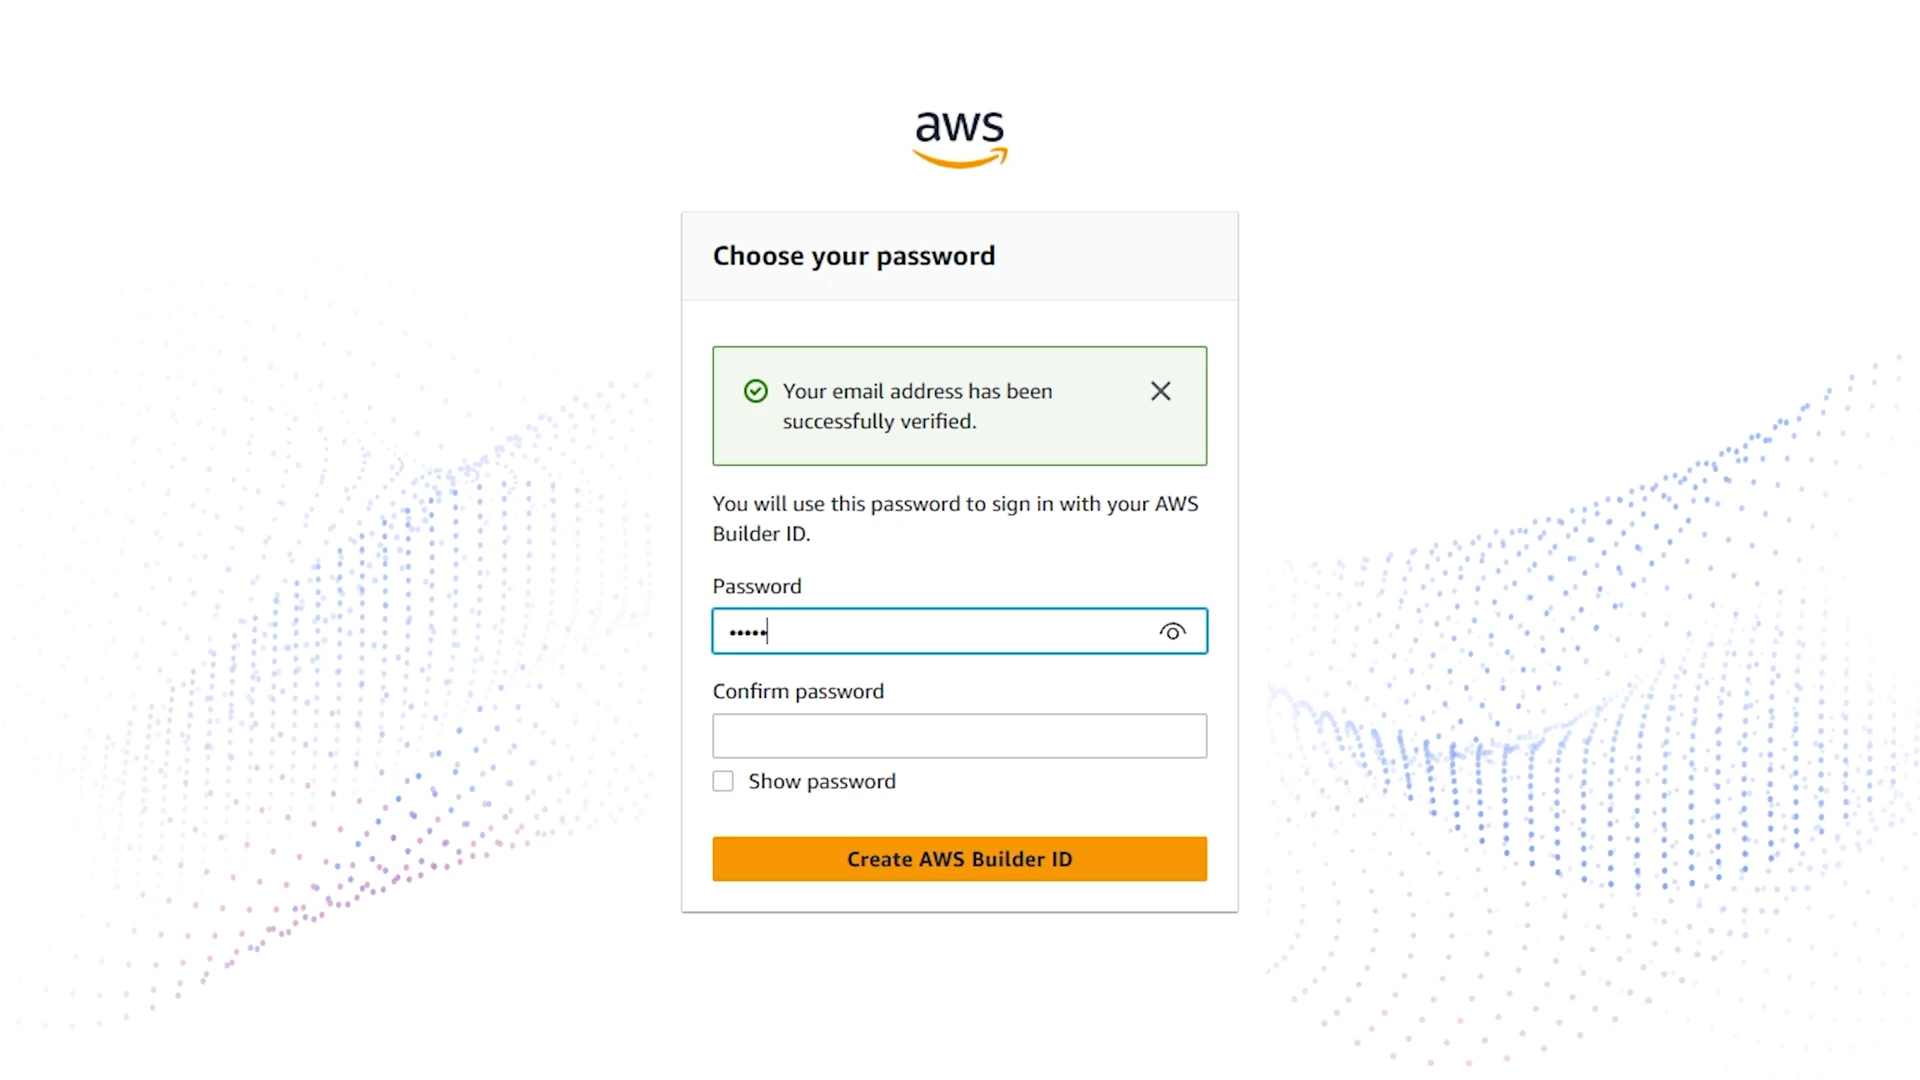 aws
Choose your password
Your email address has been
successfully verified.
You will use this password to sign in with your AWS
Builder ID.
Password
•••••
Confirm password
Show password
Create AWS Builder ID